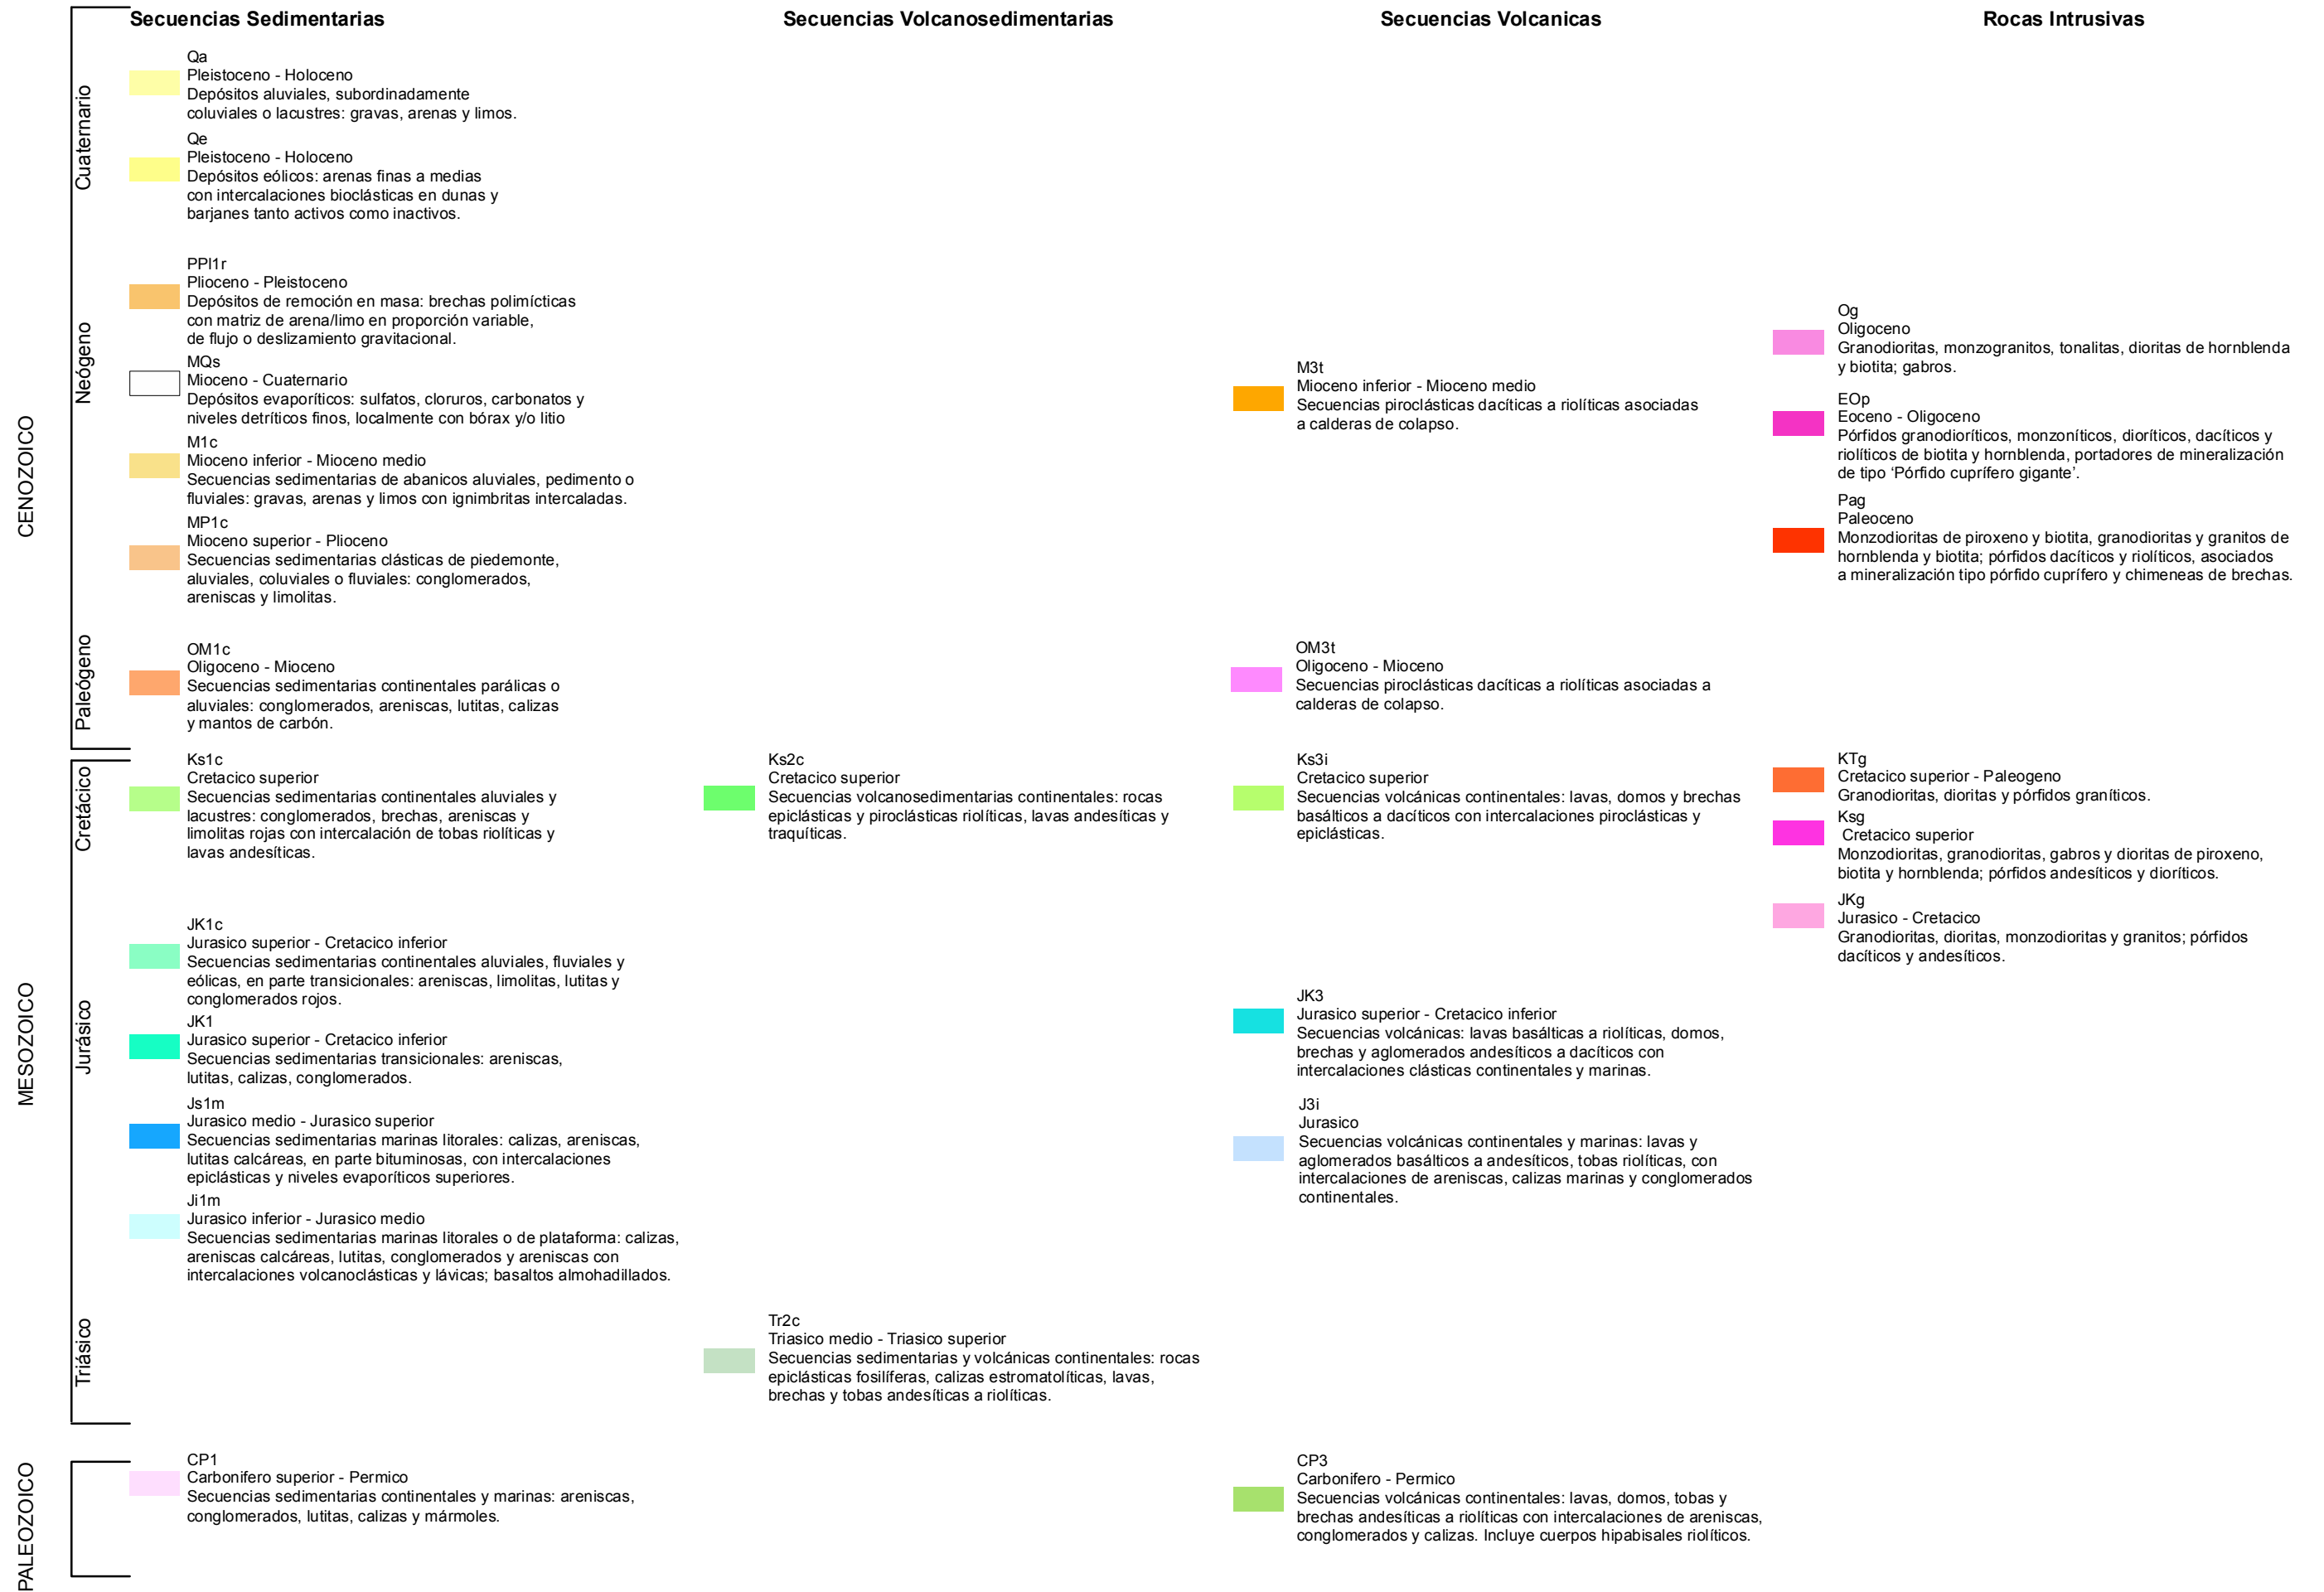 Secuencias Sedimentarias
Secuencias Volcanosedimentarias
Secuencias Volcanicas
Rocas Intrusivas
CENOZOICO
Cuaternario
Qa
Pleistoceno - Holoceno
Depósitos aluviales, subordinadamente
coluviales o lacustres: gravas, arenas y limos.
Qe
Pleistoceno - Holoceno
Depósitos eólicos: arenas finas a medias
con intercalaciones bioclásticas en dunas y
barjanes tanto activos como inactivos.
Neógeno
PPl1r
Plioceno - Pleistoceno
Depósitos de remoción en masa: brechas polimícticas
con matriz de arena/limo en proporción variable,
de flujo o deslizamiento gravitacional.
MQs
Mioceno - Cuaternario
Depósitos evaporíticos: sulfatos, cloruros, carbonatos y
niveles detríticos finos, localmente con bórax y/o litio
M1c
Mioceno inferior - Mioceno medio
Secuencias sedimentarias de abanicos aluviales, pedimento o
fluviales: gravas, arenas y limos con ignimbritas intercaladas.
MP1c
Mioceno superior - Plioceno
Secuencias sedimentarias clásticas de piedemonte,
aluviales, coluviales o fluviales: conglomerados,
areniscas y limolitas.
M3t
Mioceno inferior - Mioceno medio
Secuencias piroclásticas dacíticas a riolíticas asociadas
a calderas de colapso.
Og
Oligoceno
Granodioritas, monzogranitos, tonalitas, dioritas de hornblenda
y biotita; gabros.
EOp
Eoceno - Oligoceno
Pórfidos granodioríticos, monzoníticos, dioríticos, dacíticos y
riolíticos de biotita y hornblenda, portadores de mineralización
de tipo ‘Pórfido cuprífero gigante’.
Pag
Paleoceno
Monzodioritas de piroxeno y biotita, granodioritas y granitos de
hornblenda y biotita; pórfidos dacíticos y riolíticos, asociados
a mineralización tipo pórfido cuprífero y chimeneas de brechas.
Paleógeno
OM1c
Oligoceno - Mioceno
Secuencias sedimentarias continentales parálicas o
aluviales: conglomerados, areniscas, lutitas, calizas
y mantos de carbón.
OM3t
Oligoceno - Mioceno
Secuencias piroclásticas dacíticas a riolíticas asociadas a
calderas de colapso.
MESOZOICO
Cretácico
Ks1c
Cretacico superior
Secuencias sedimentarias continentales aluviales y
lacustres: conglomerados, brechas, areniscas y
limolitas rojas con intercalación de tobas riolíticas y
lavas andesíticas.
Ks2c
Cretacico superior
Secuencias volcanosedimentarias continentales: rocas
epiclásticas y piroclásticas riolíticas, lavas andesíticas y
traquíticas.
Ks3i
Cretacico superior
Secuencias volcánicas continentales: lavas, domos y brechas
basálticos a dacíticos con intercalaciones piroclásticas y
epiclásticas.
KTg
Cretacico superior - Paleogeno
Granodioritas, dioritas y pórfidos graníticos.
Ksg
Cretacico superior
Monzodioritas, granodioritas, gabros y dioritas de piroxeno,
biotita y hornblenda; pórfidos andesíticos y dioríticos.
JKg
Jurasico - Cretacico
Granodioritas, dioritas, monzodioritas y granitos; pórfidos
dacíticos y andesíticos.
Jurásico
JK1c
Jurasico superior - Cretacico inferior
Secuencias sedimentarias continentales aluviales, fluviales y
eólicas, en parte transicionales: areniscas, limolitas, lutitas y
conglomerados rojos.
JK1
Jurasico superior - Cretacico inferior
Secuencias sedimentarias transicionales: areniscas,
lutitas, calizas, conglomerados.
Js1m
Jurasico medio - Jurasico superior
Secuencias sedimentarias marinas litorales: calizas, areniscas,
lutitas calcáreas, en parte bituminosas, con intercalaciones
epiclásticas y niveles evaporíticos superiores.
Ji1m
Jurasico inferior - Jurasico medio
Secuencias sedimentarias marinas litorales o de plataforma: calizas,
areniscas calcáreas, lutitas, conglomerados y areniscas con
intercalaciones volcanoclásticas y lávicas; basaltos almohadillados.
JK3
Jurasico superior - Cretacico inferior
Secuencias volcánicas: lavas basálticas a riolíticas, domos,
brechas y aglomerados andesíticos a dacíticos con
intercalaciones clásticas continentales y marinas.
J3i
Jurasico
Secuencias volcánicas continentales y marinas: lavas y
aglomerados basálticos a andesíticos, tobas riolíticas, con
intercalaciones de areniscas, calizas marinas y conglomerados
continentales.
Triásico
Tr2c
Triasico medio - Triasico superior
Secuencias sedimentarias y volcánicas continentales: rocas
epiclásticas fosilíferas, calizas estromatolíticas, lavas,
brechas y tobas andesíticas a riolíticas.
PALEOZOICO
CP1
Carbonifero superior - Permico
Secuencias sedimentarias continentales y marinas: areniscas,
conglomerados, lutitas, calizas y mármoles.
CP3
Carbonifero - Permico
Secuencias volcánicas continentales: lavas, domos, tobas y
brechas andesíticas a riolíticas con intercalaciones de areniscas,
conglomerados y calizas. Incluye cuerpos hipabisales riolíticos.